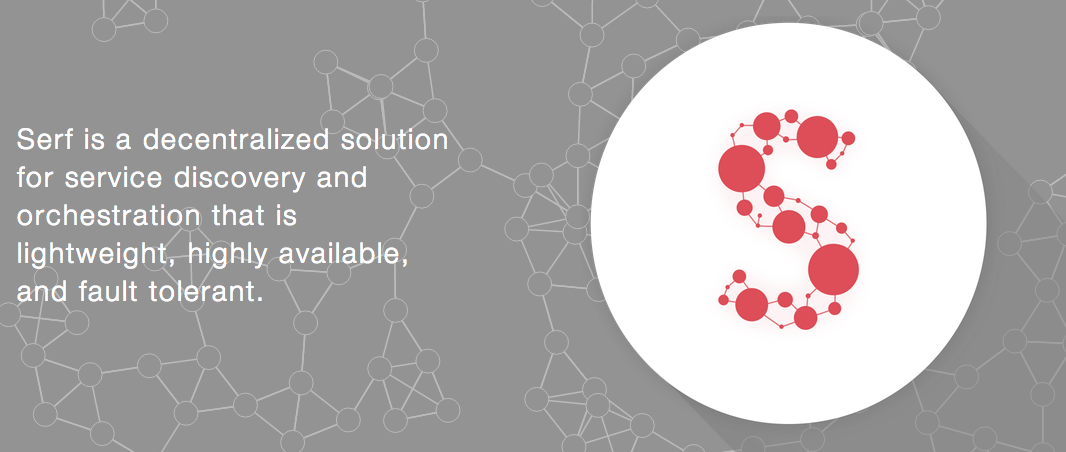 Serf is a decentralized solution
for service discovery and
orchestration that is
lightweight, highly available,
and fault tolerant.